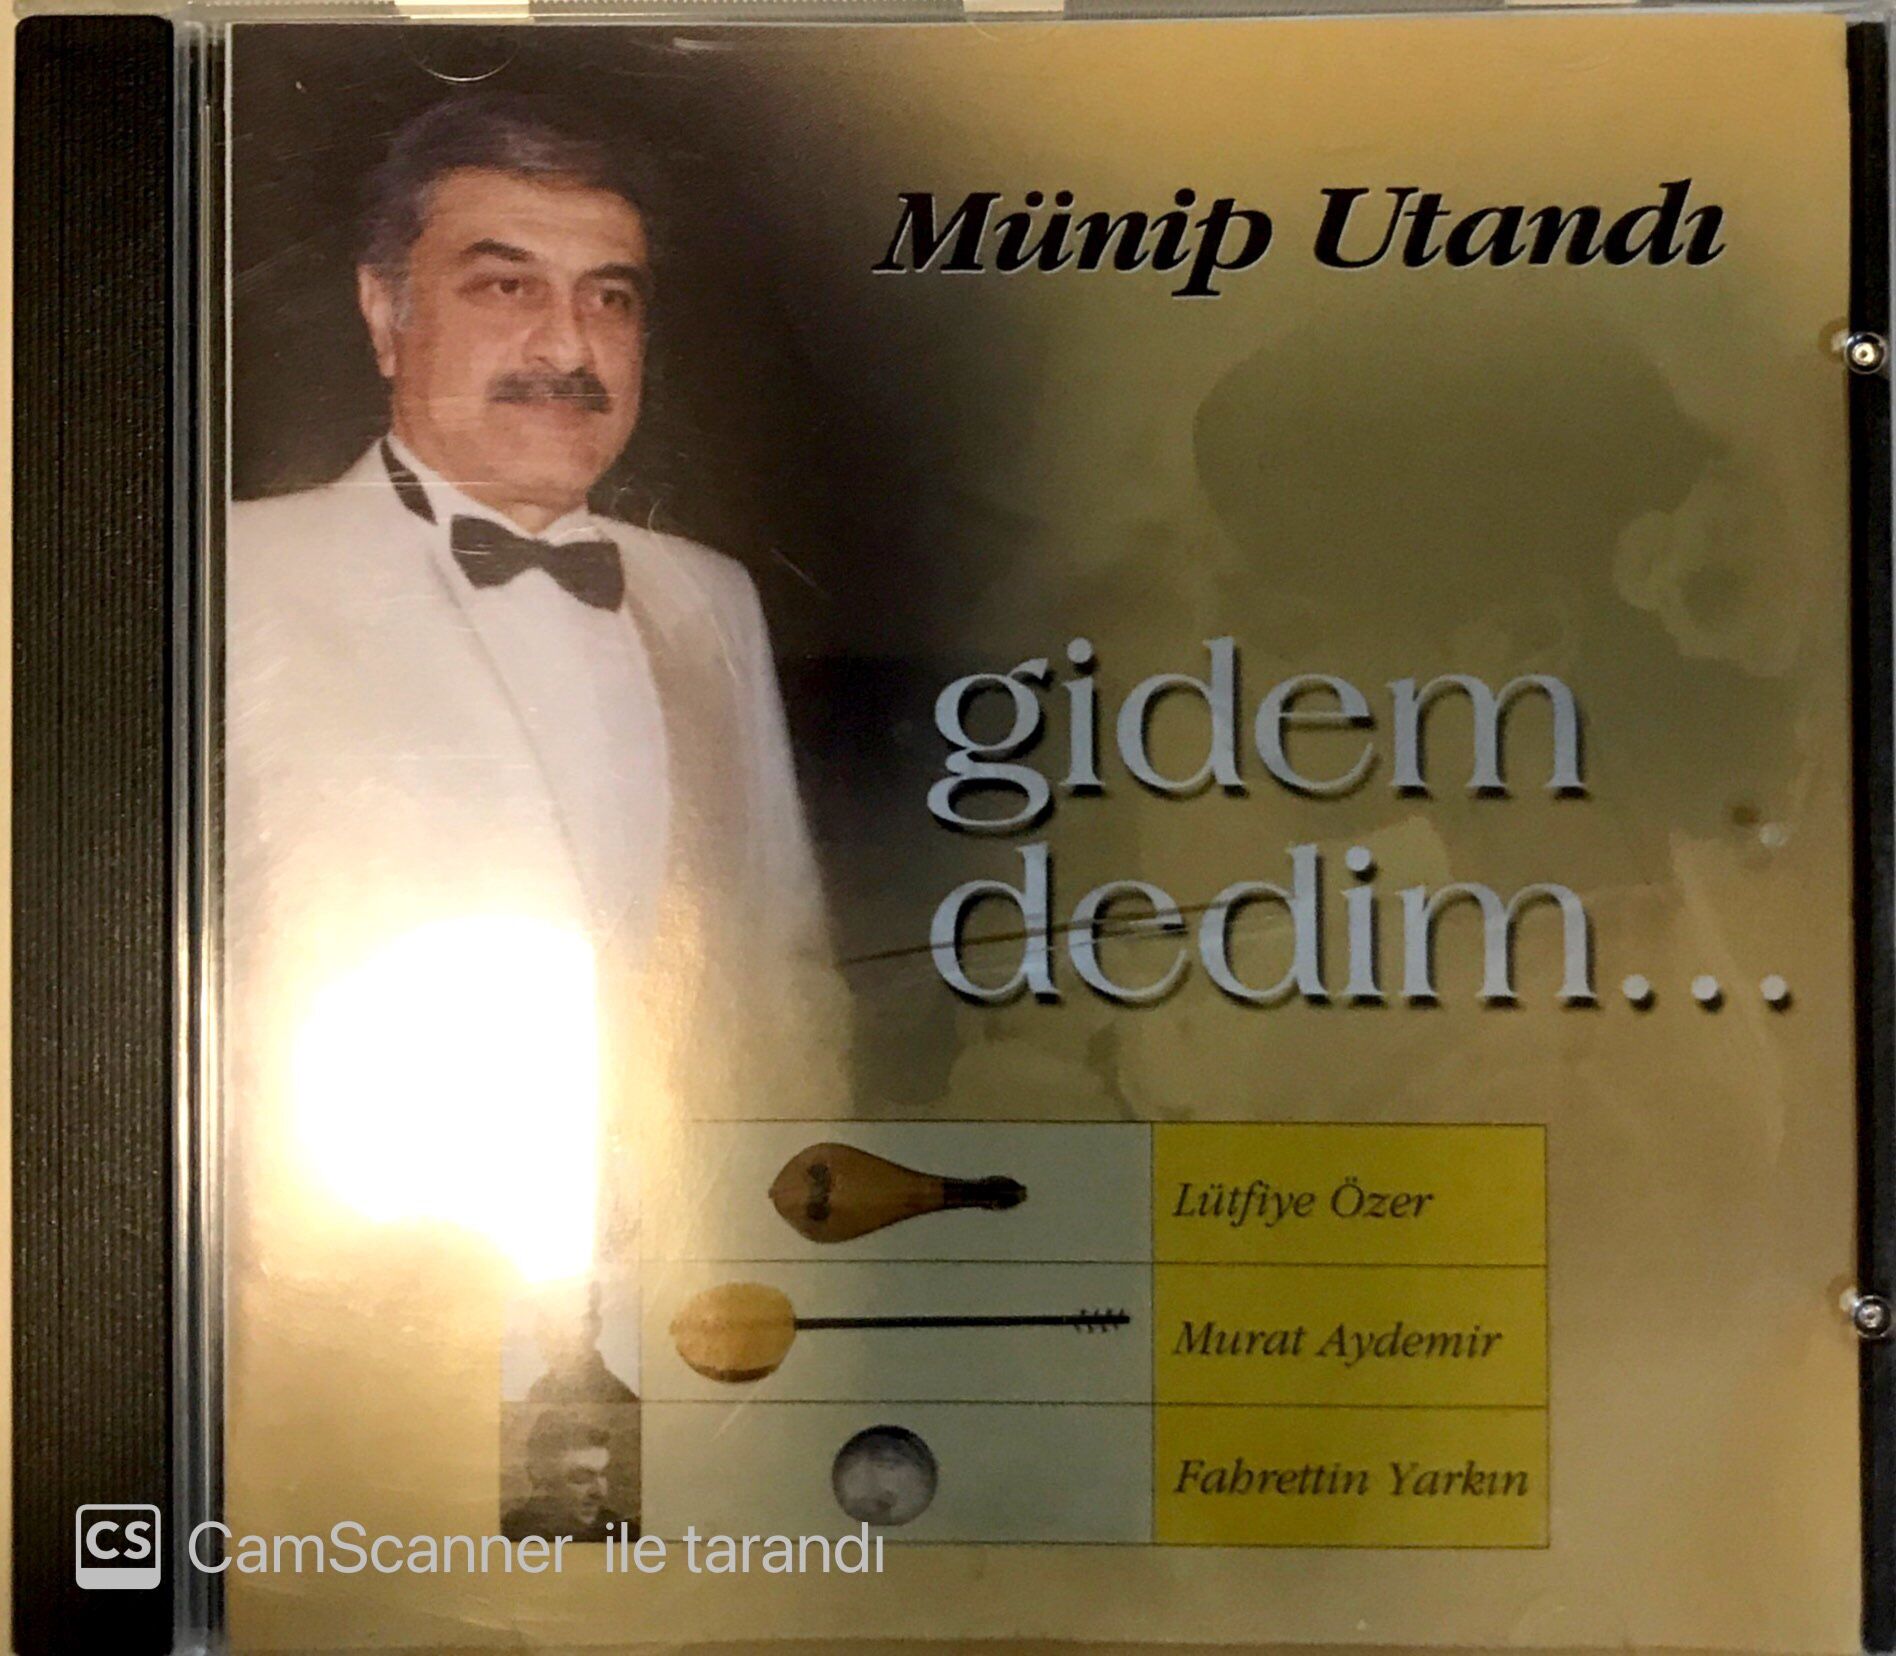 Münip Utandı
gidem
dedim...
Lütfiye Özer
Murat Aydemir
Fahrettin Yarkın
CS CamScanner ile tarandı